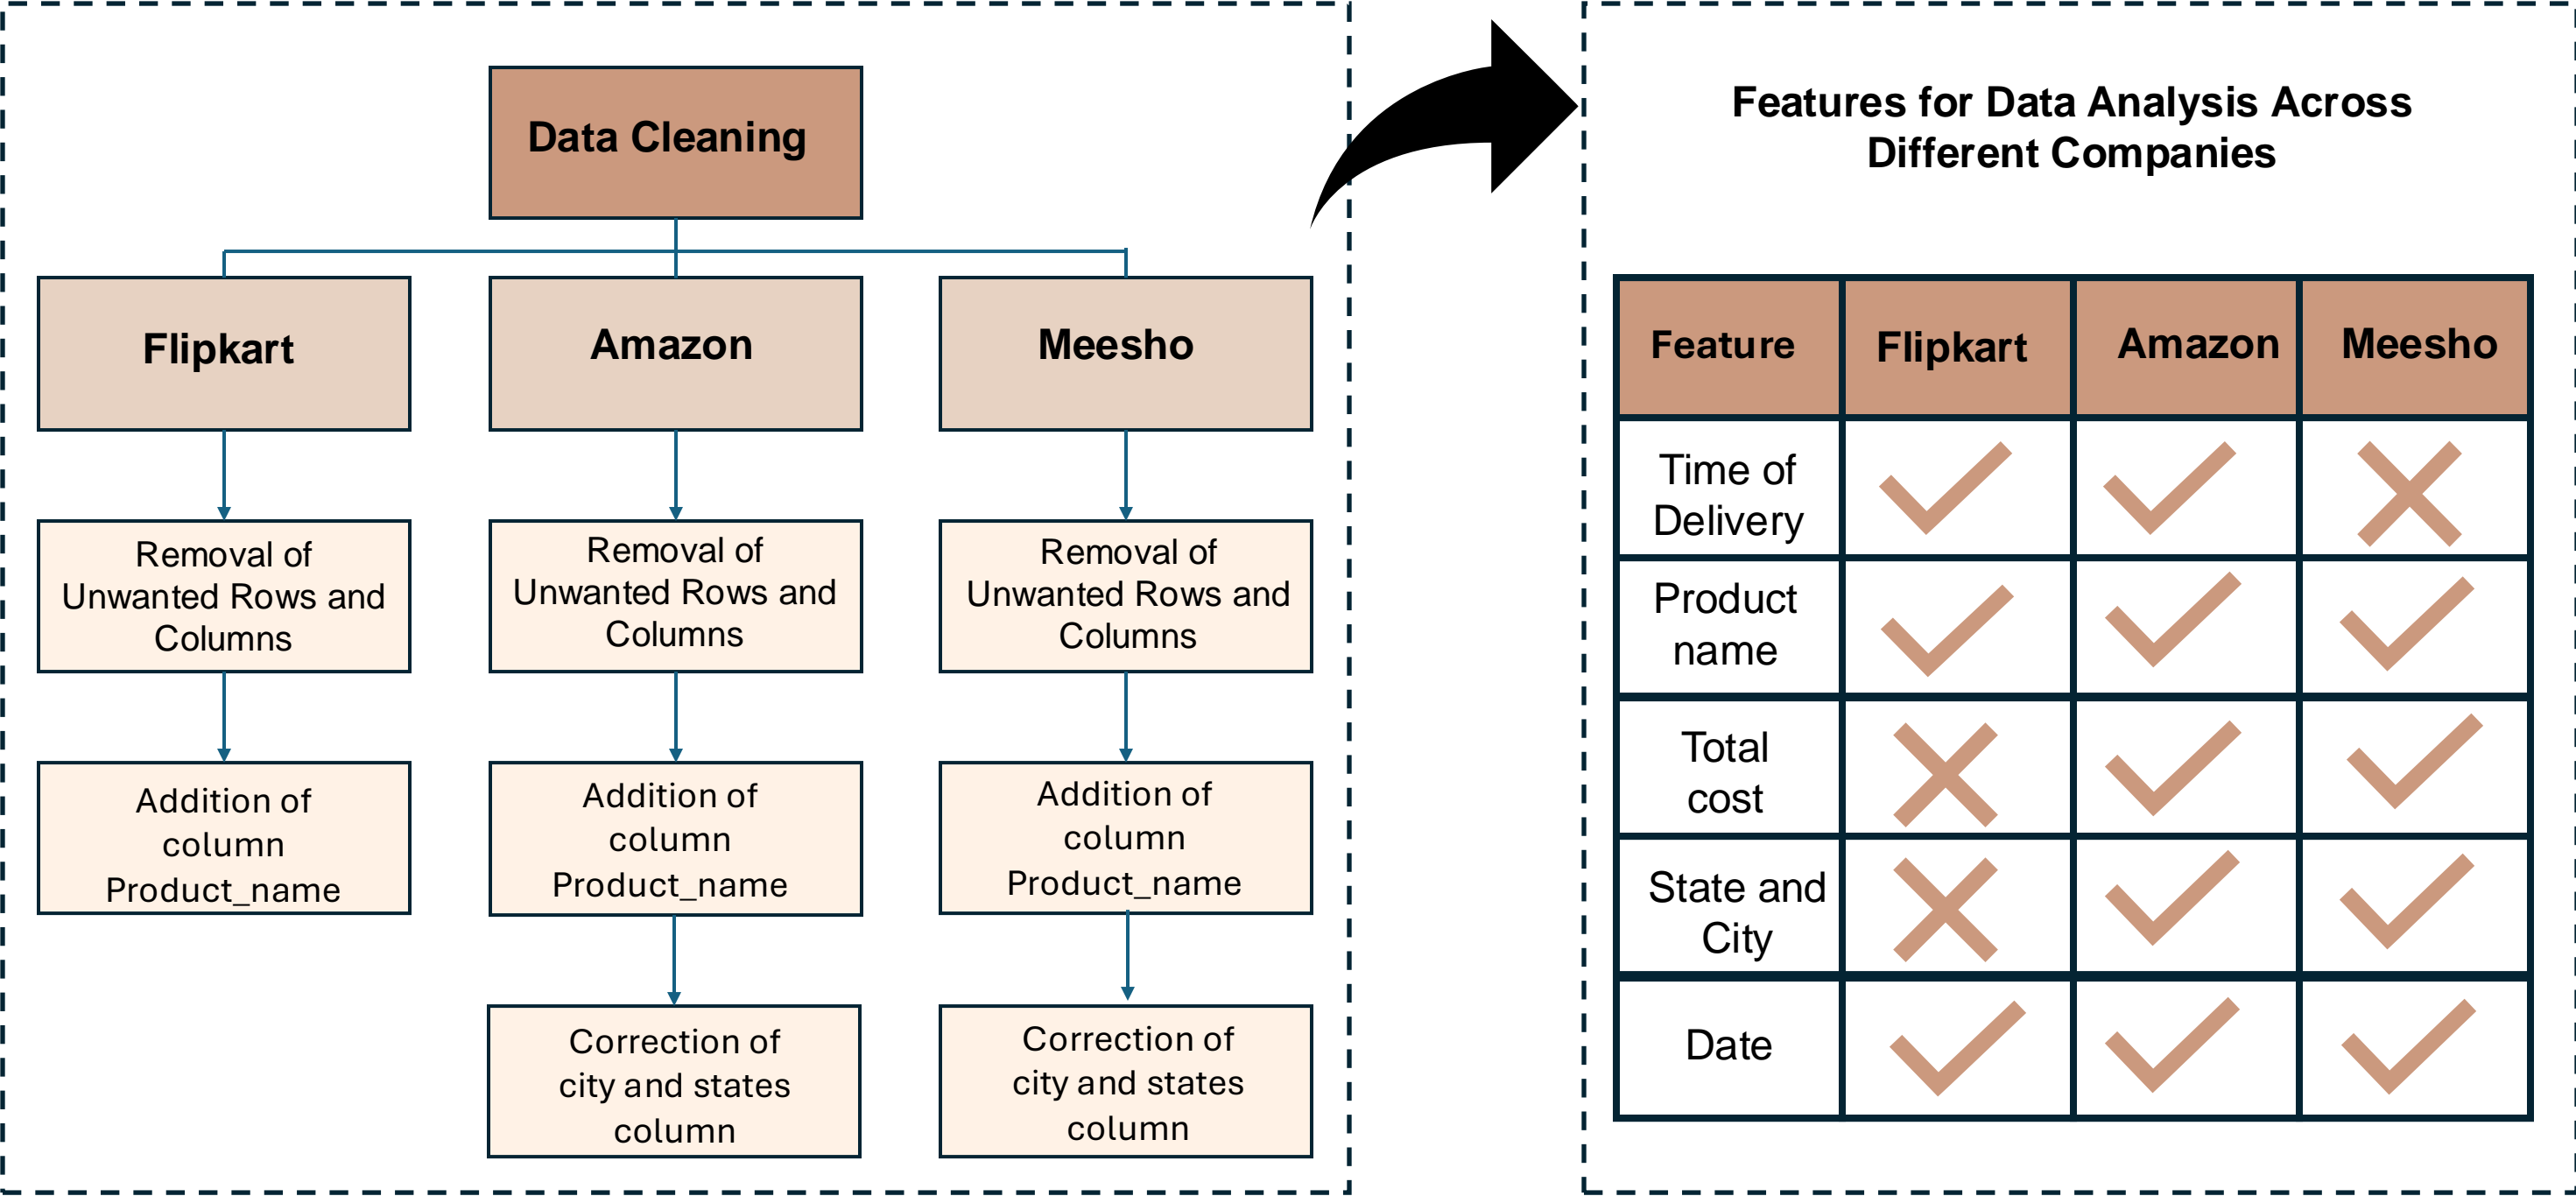 Data Cleaning
Flipkart
Amazon
Meesho
Removal of
Unwanted Rows and
Columns
Removal of
Unwanted Rows and
Columns
Removal of
Unwanted Rows and
Columns
Addition of
column
Product_name
Addition of
column
Product_name
Addition of
column
Product_name
Correction of
city and states
column
Correction of
city and states
column
Features for Data Analysis Across
Different Companies
Feature
Flipkart
Amazon
Meesho
Time of
Delivery
Product
name
Total
cost
State and
City
Date